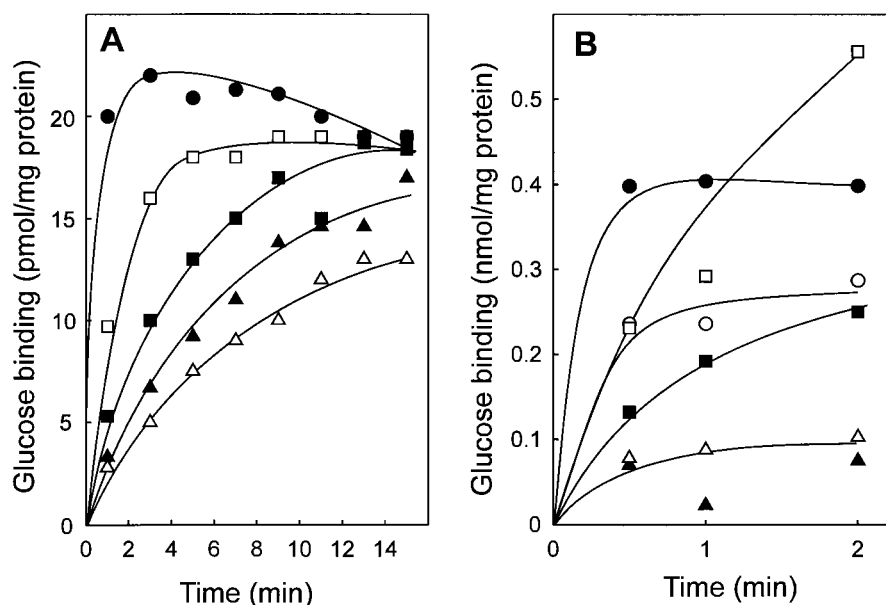 A
Glucose binding (pmol/mg protein)
20
15
10
5
0
0 2 4 6 8 10 11 13 14
Time (min)
B
Glucose binding (nmol/mg protein)
0.5
0.4
0.3
0.2
0.1
0
0 1 2
Time (min)